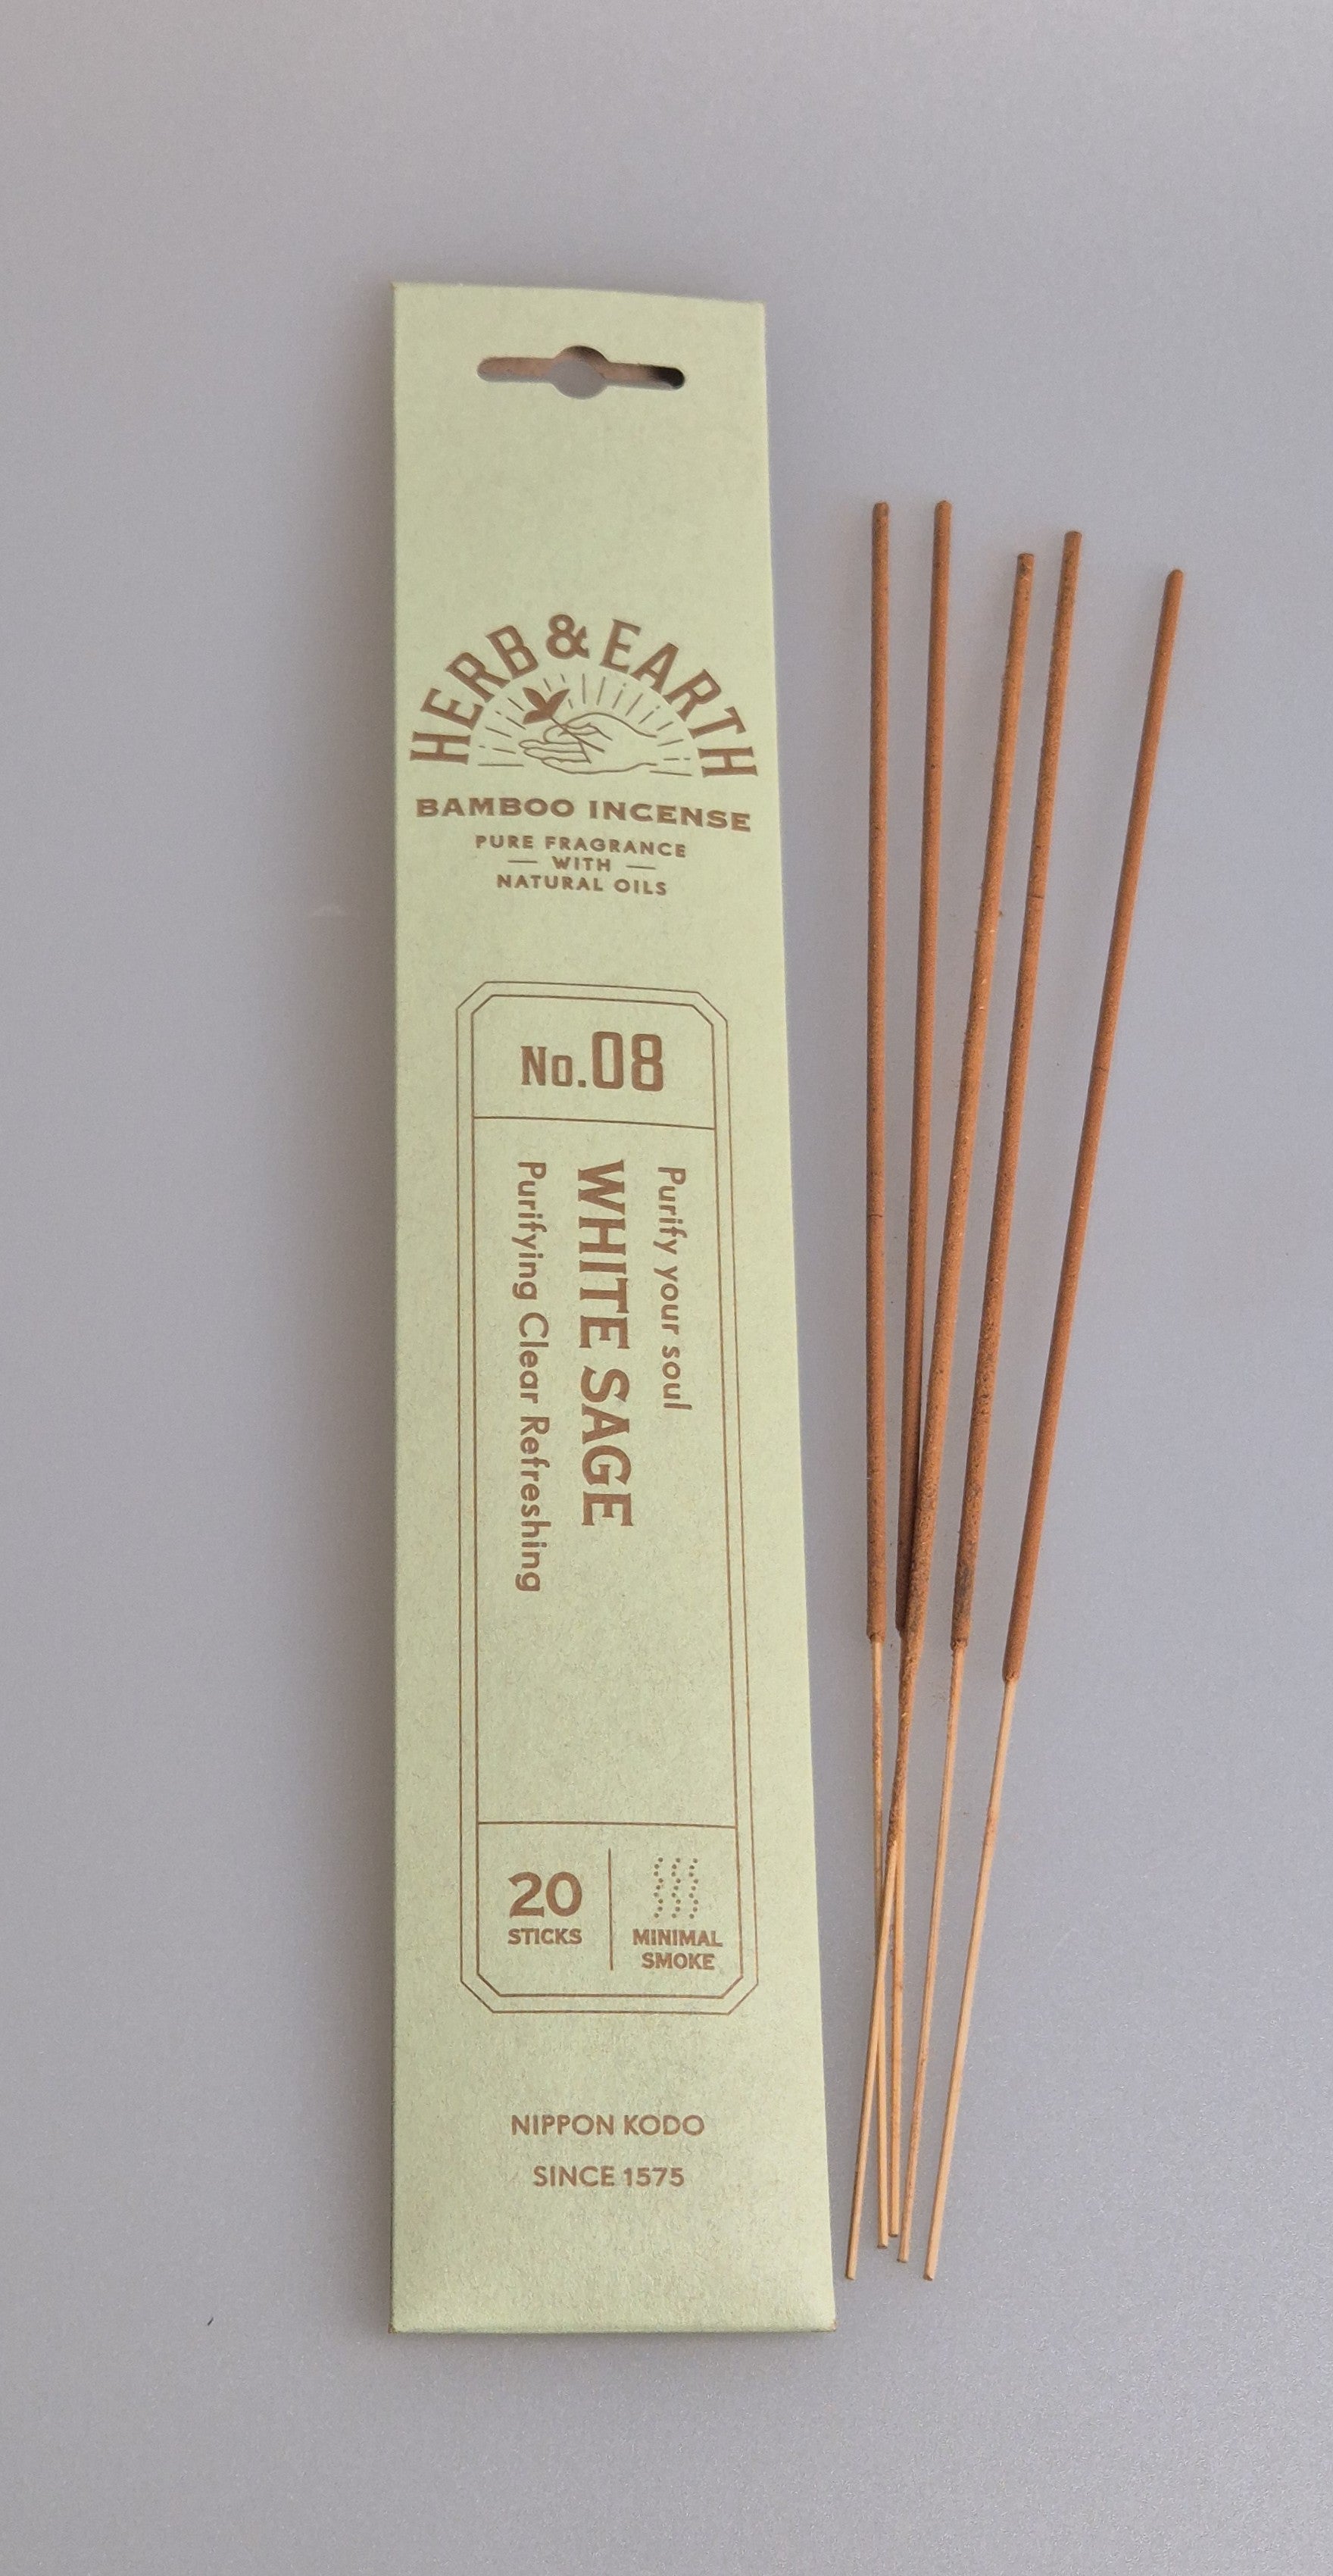 HERB & EARTH
BAMBOO INCENSE
PURE FRAGRANCE
WITH
NATURAL OILS
No.08
Purify your soul
WHITE SAGE
Purifying Clear Refreshing
20
STICKS
MINIMAL
SMOKE
NIPPON KODO
SINCE 1575